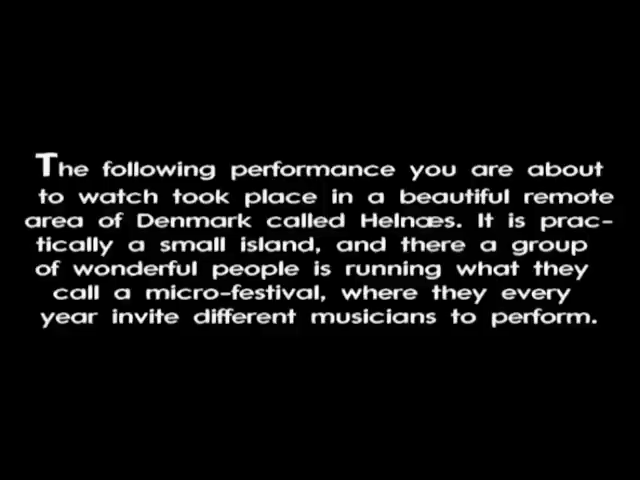 The following performance you are about
to watch took place in a beautiful remote
area of Denmark called Helnæs. It is prac-
tically a small island, and there a group
of wonderful people is running what they
call a micro-festival, where they every
year invite different musicians to perform.